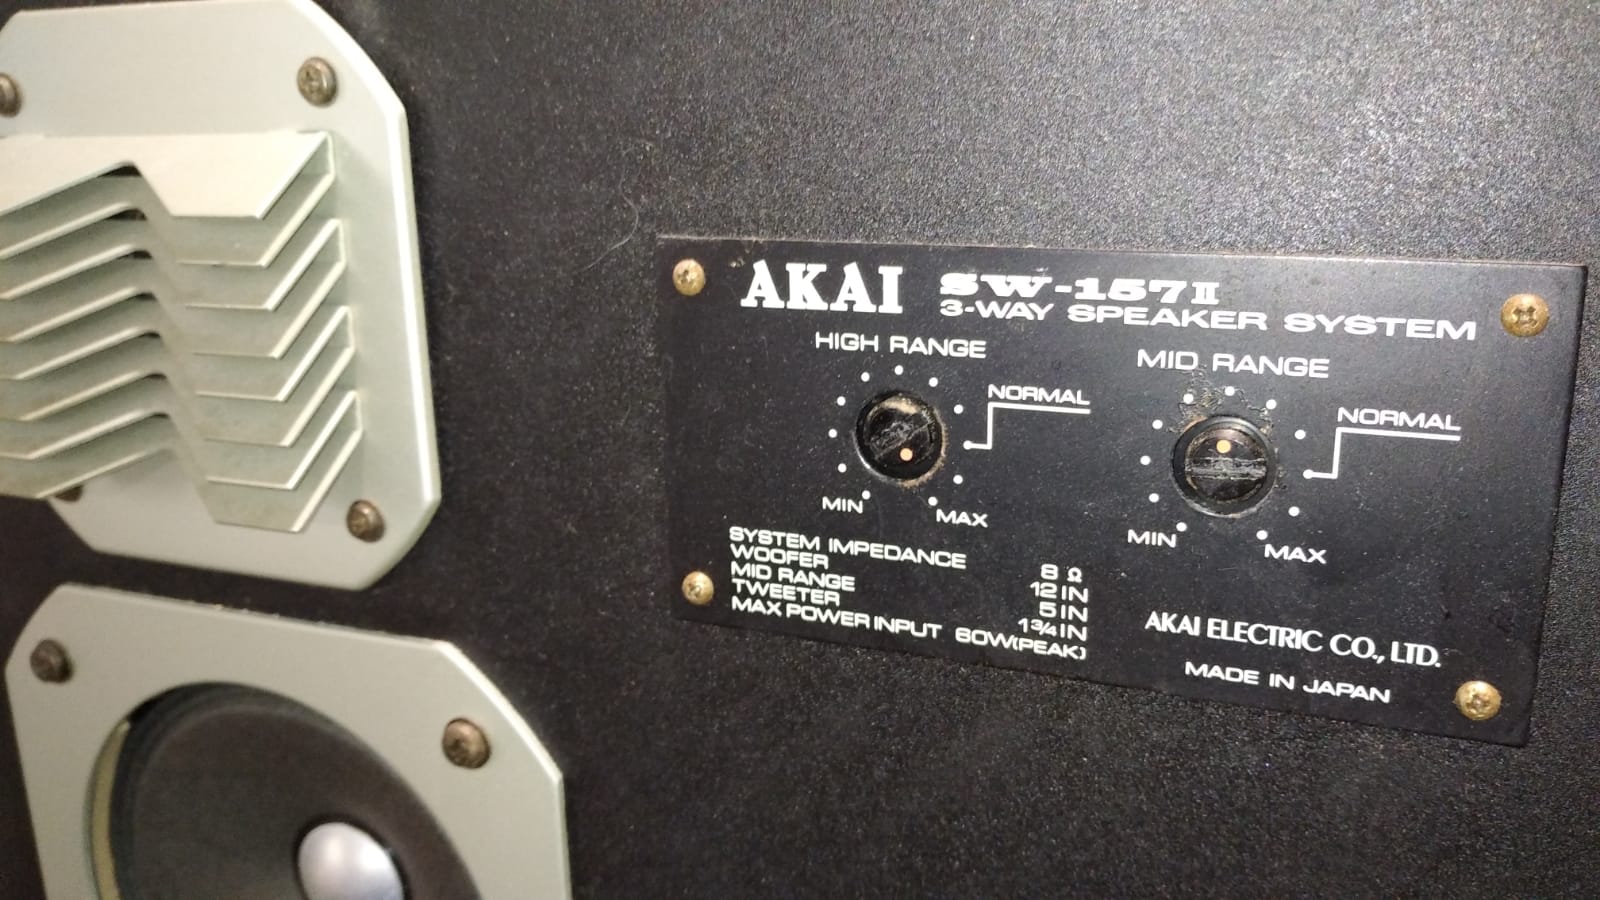 AKAI SW-157II
3-WAY SPEAKER SYSTEM
HIGH RANGE
NORMAL
MIN
MAX
MID RANGE
NORMAL
MIN
MAX
SYSTEM IMPEDANCE 8 Ω
WOOFER 12 IN
MID RANGE 5 IN
TWEETER 1¾ IN
MAX POWER INPUT 60W(PEAK)
AKAI ELECTRIC CO., LTD.
MADE IN JAPAN